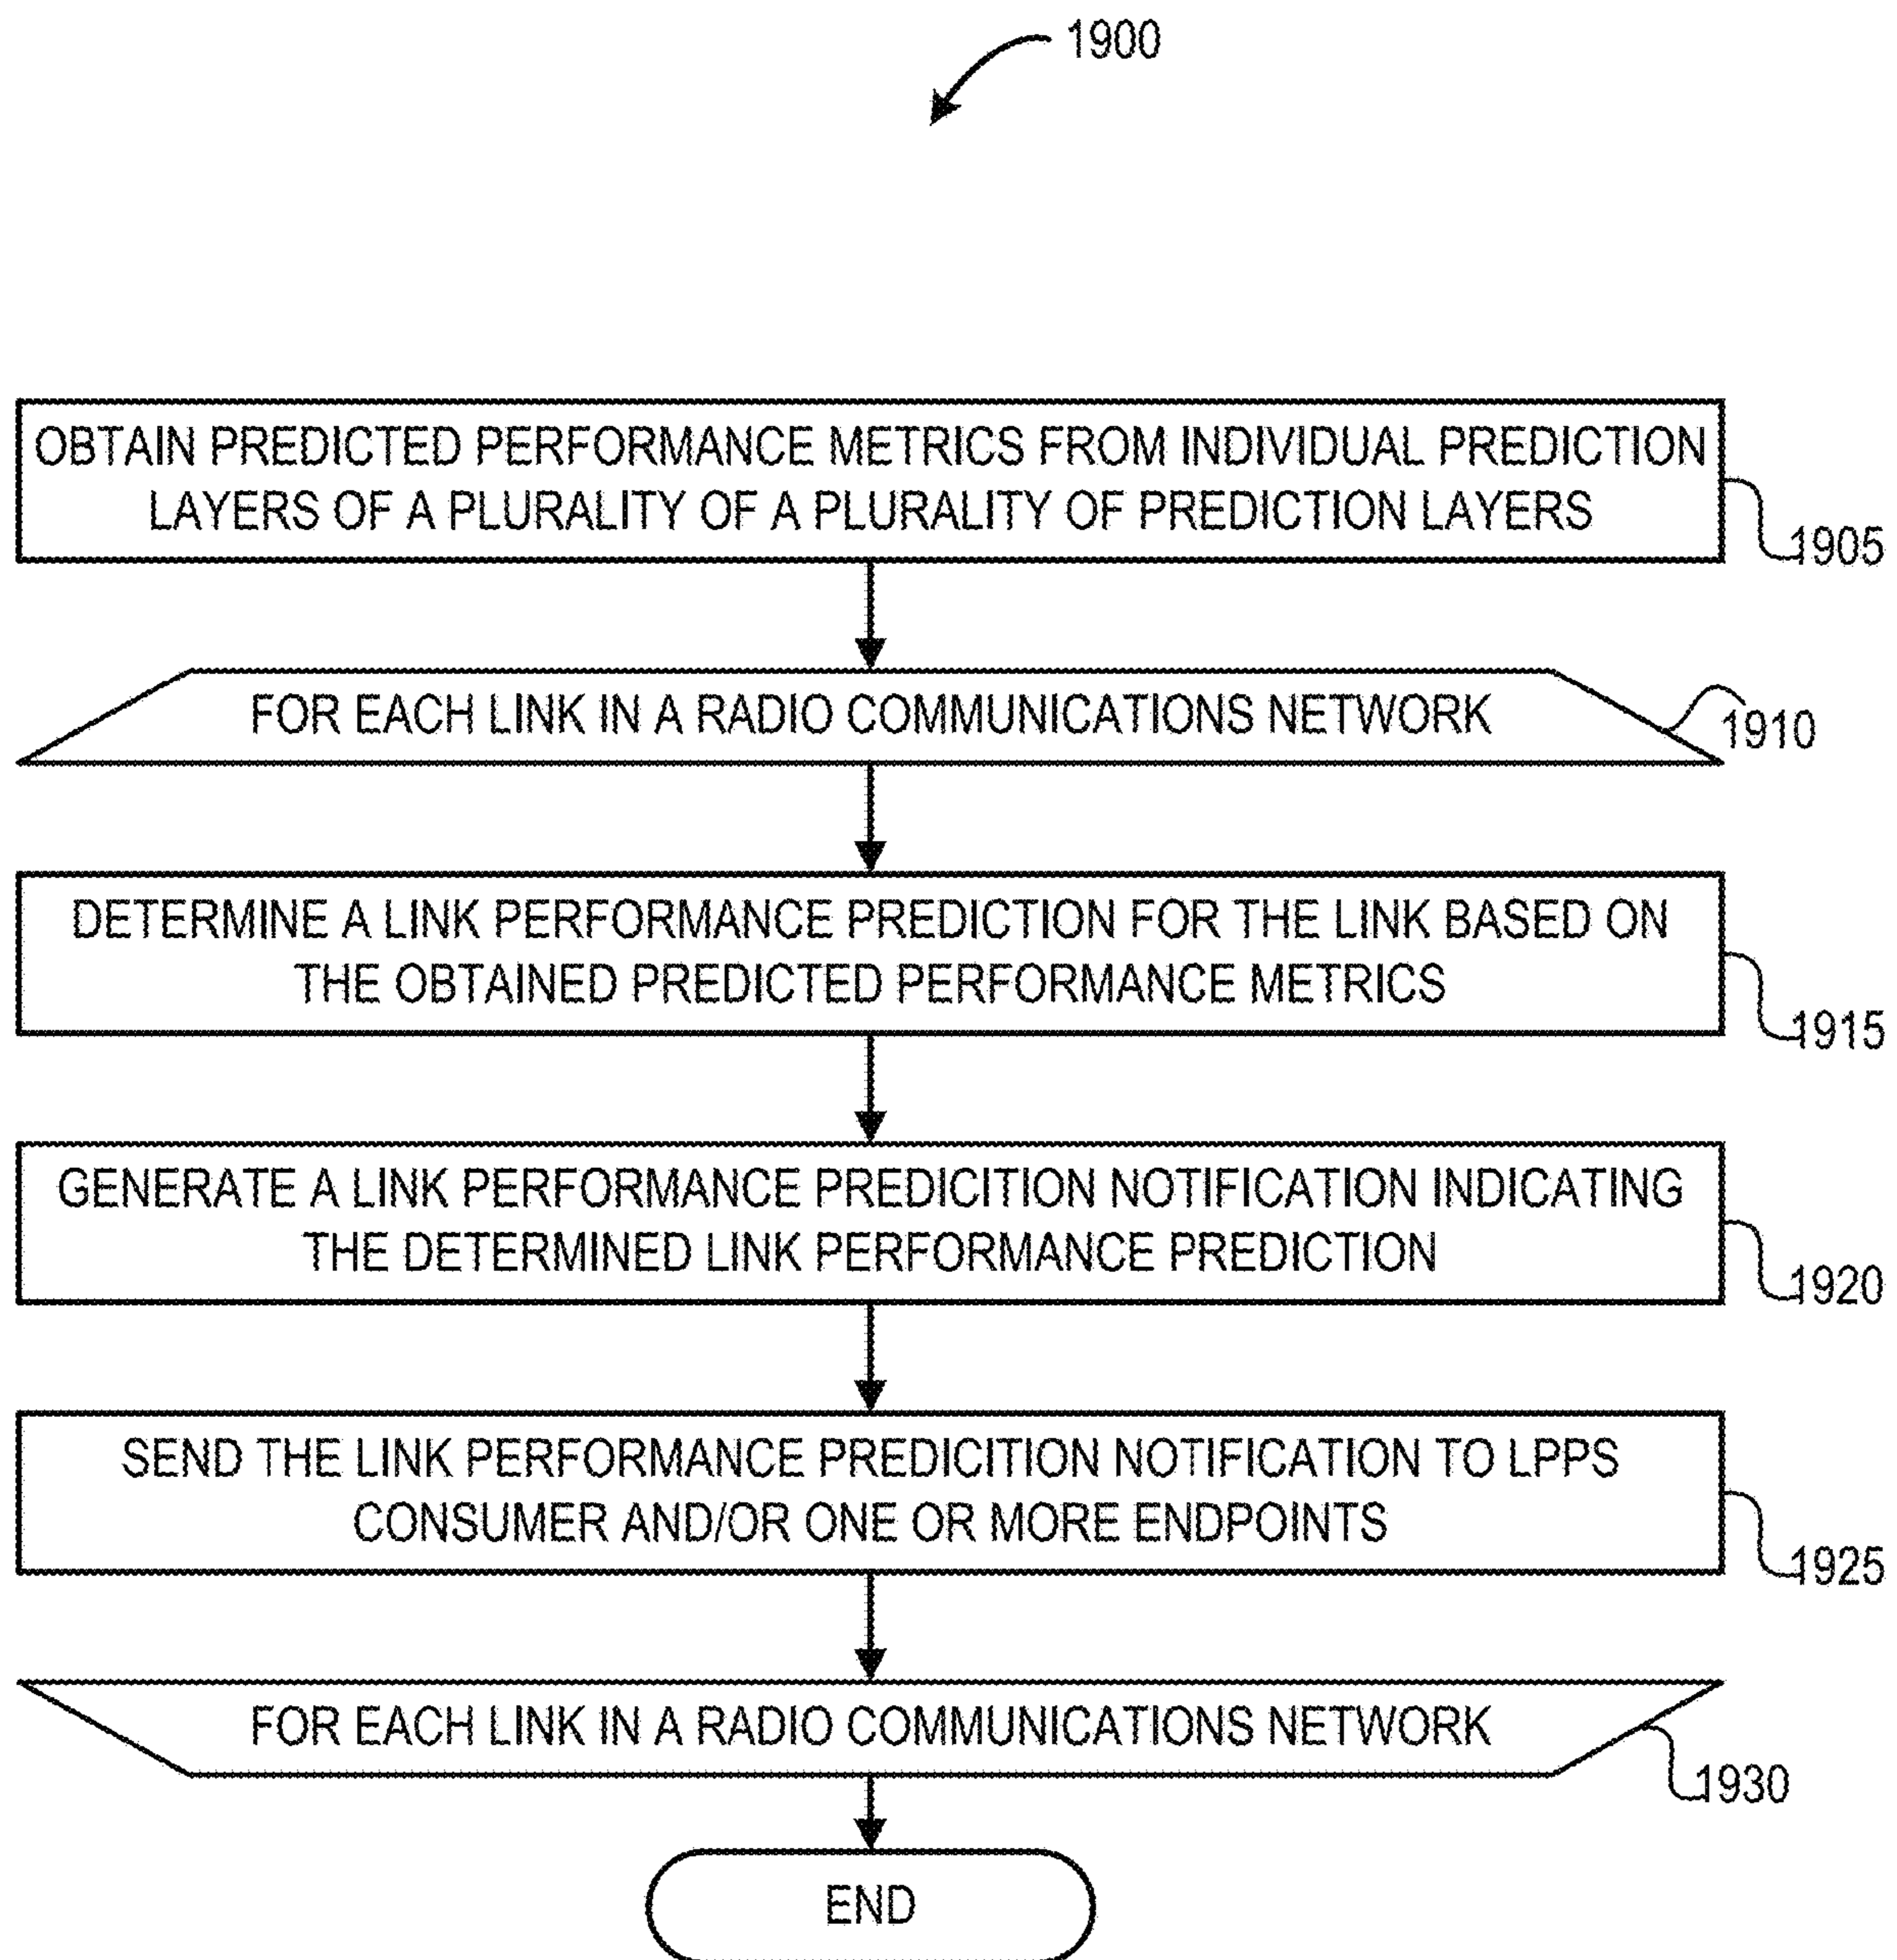 1900
OBTAIN PREDICTED PERFORMANCE METRICS FROM INDIVIDUAL PREDICTION
LAYERS OF A PLURALITY OF A PLURALITY OF PREDICTION LAYERS
1905
FOR EACH LINK IN A RADIO COMMUNICATIONS NETWORK
1910
DETERMINE A LINK PERFORMANCE PREDICTION FOR THE LINK BASED ON
THE OBTAINED PREDICTED PERFORMANCE METRICS
1915
GENERATE A LINK PERFORMANCE PREDICITION NOTIFICATION INDICATING
THE DETERMINED LINK PERFORMANCE PREDICTION
1920
SEND THE LINK PERFORMANCE PREDICITION NOTIFICATION TO LPPS
CONSUMER AND/OR ONE OR MORE ENDPOINTS
1925
FOR EACH LINK IN A RADIO COMMUNICATIONS NETWORK
1930
END